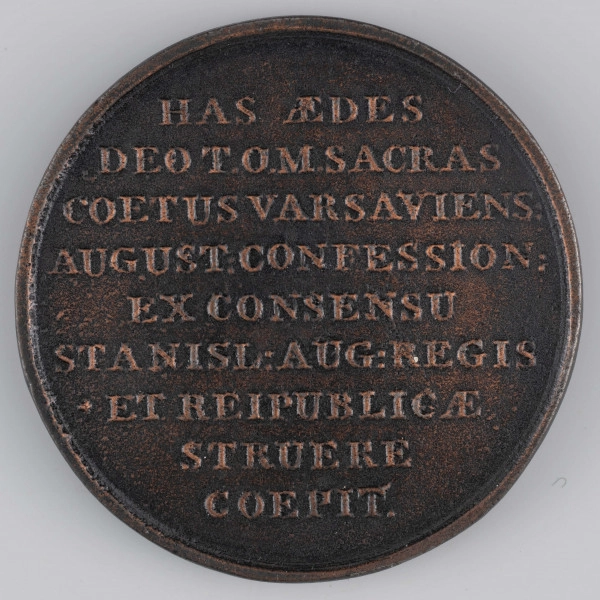 HAS ÆDES
DEO T.O.M.SACRAS
COETUS VARSAVIENS:
AUGUST:CONFESSION:
EX CONSENSU
STANISL:AUG:REGIS
ET REIPUBLICÆ
STRUERE
COEPIT.